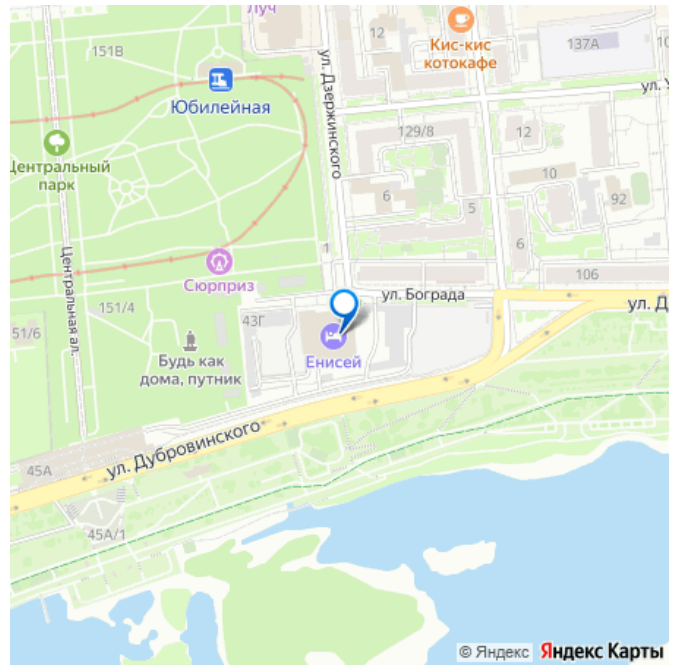 Луч
151В
12
Кис-кис
котокафе
137А
10
ул. У
Юбилейная
ул. Дзержинского
129/8
12
Центральный
парк
10
92
6
5
6
1
Сюрприз
Центральная ал.
106
ул. Бограда
ул. Д
151/4
43Г
51/6
Енисей
Будь как
дома, путник
ул. Дубровинского
45А
45А/1
© Яндекс Яндекс Карты